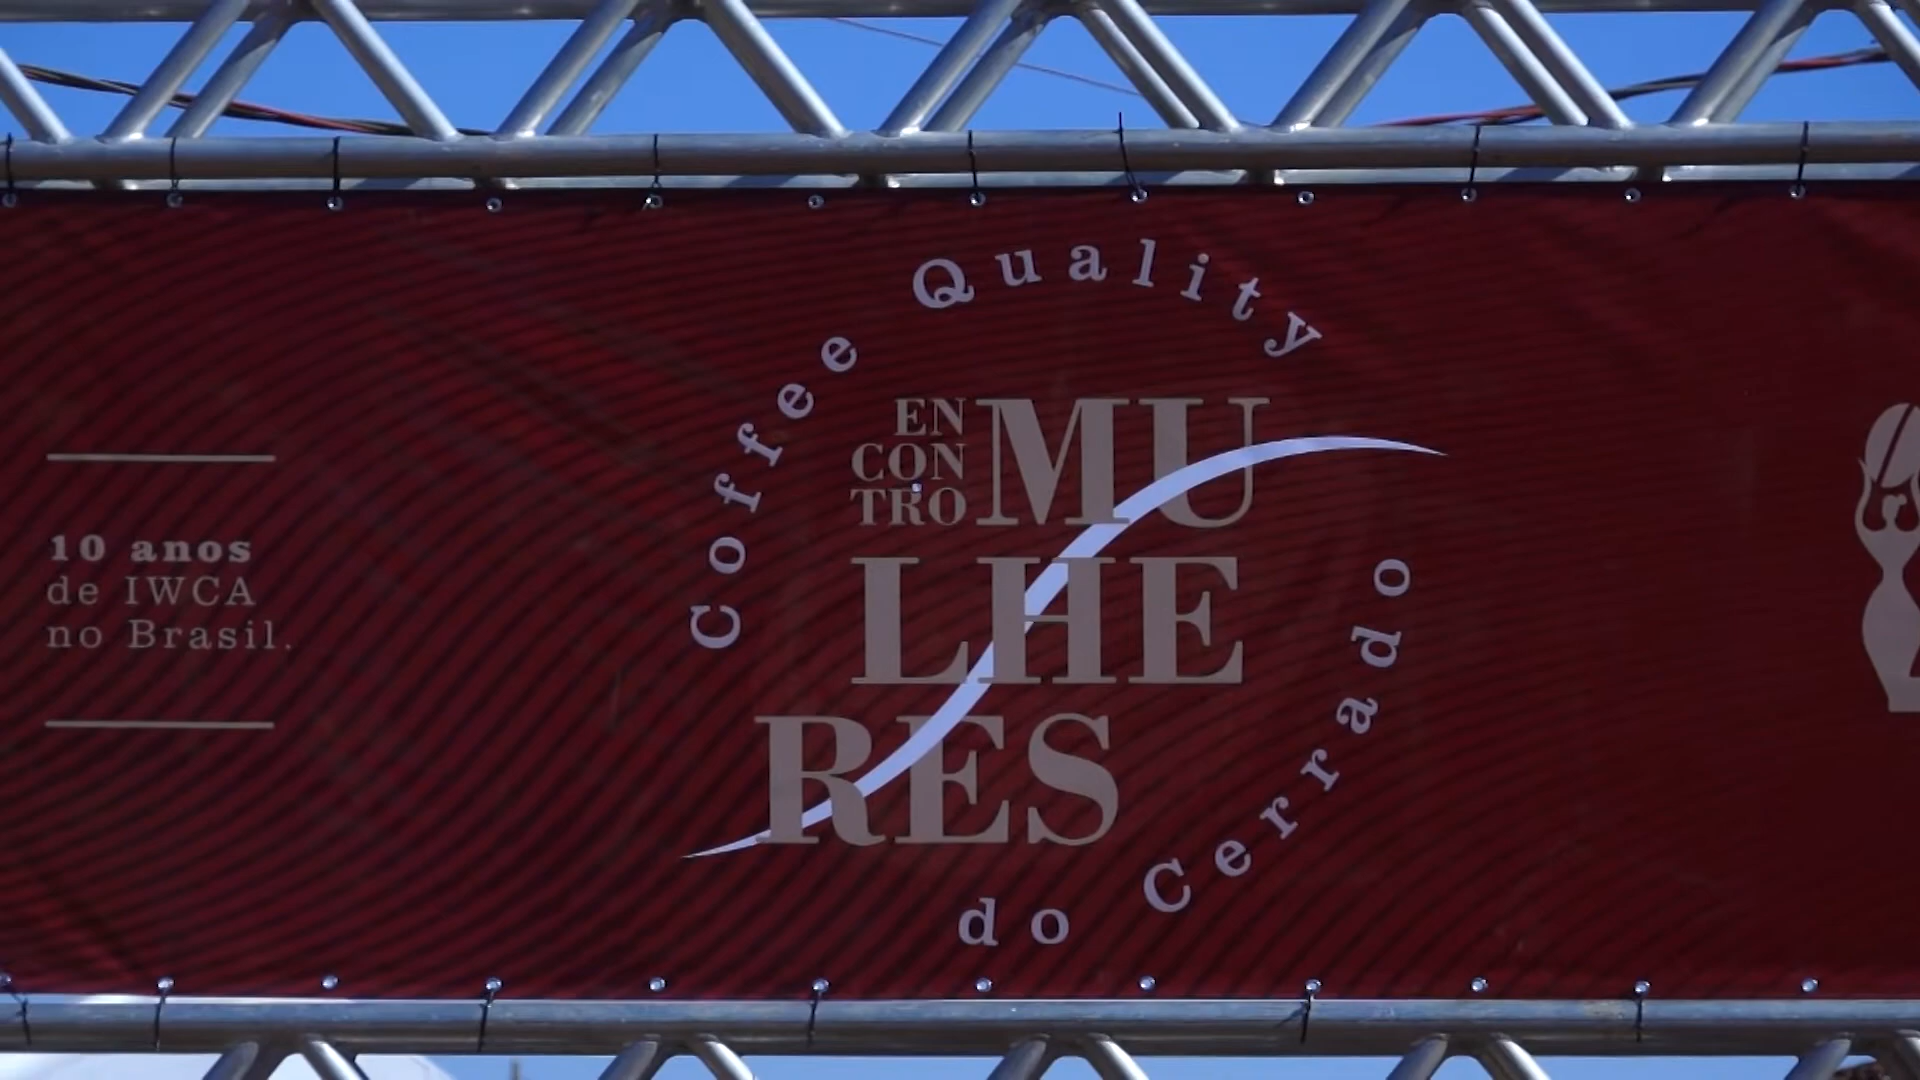 10 anos
de IWCA
no Brasil.
Coffee Quality
EN
CON
TRO
MU
LHE
RES
do Cerrado